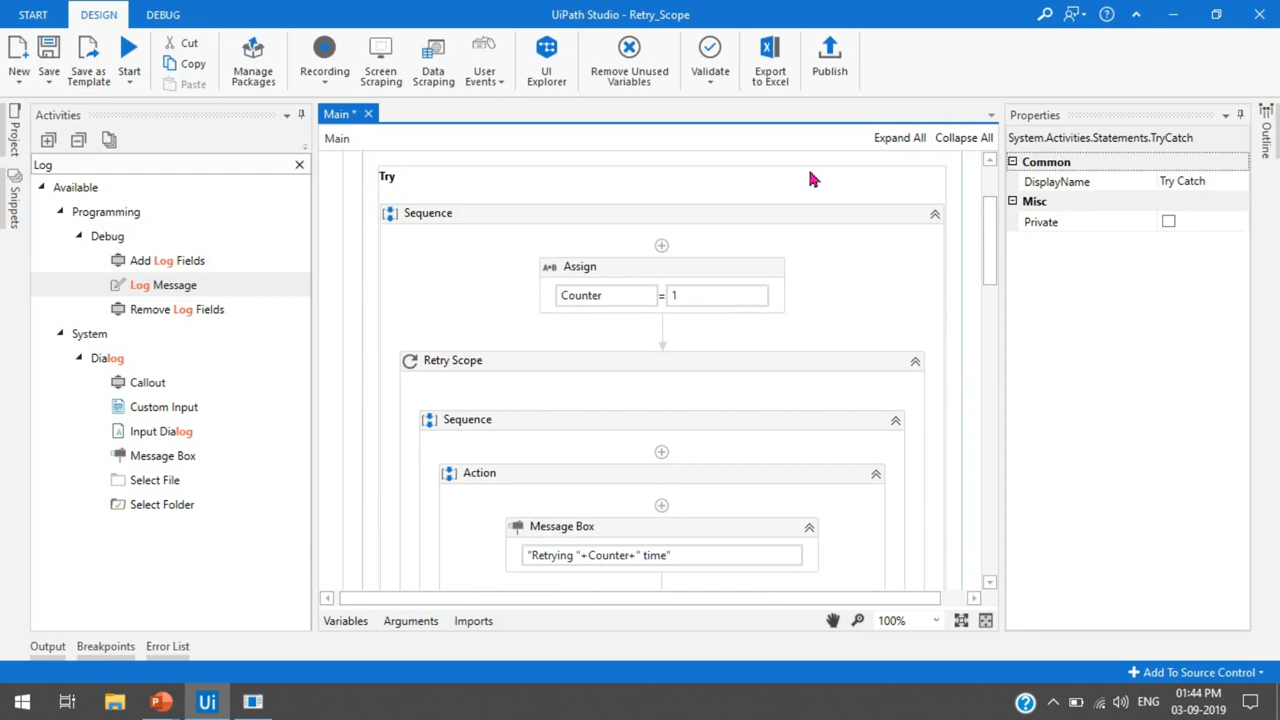 START
DESIGN
DEBUG
UiPath Studio - Retry_Scope
New
Save
Save as
Template
Start
Cut
Copy
Paste
Manage
Packages
Recording
Screen
Scraping
Data
Scraping
User
Events
UI
Explorer
Remove Unused
Variables
Validate
Export
to Excel
Publish
Project
Snippets
Activities
Log
Available
Programming
Debug
Add Log Fields
Log Message
Remove Log Fields
System
Dialog
Callout
Custom Input
Input Dialog
Message Box
Select File
Select Folder
Main *
Main
Expand All
Collapse All
Try
Sequence
A*B Assign
Counter = 1
Retry Scope
Sequence
Action
Message Box
"Retrying "+Counter+" time"
Variables
Arguments
Imports
100%
Properties
System.Activities.Statements.TryCatch
Common
DisplayName Try Catch
Misc
Private
Outline
Output
Breakpoints
Error List
Add To Source Control
Ui
ENG
01:44 PM
03-09-2019